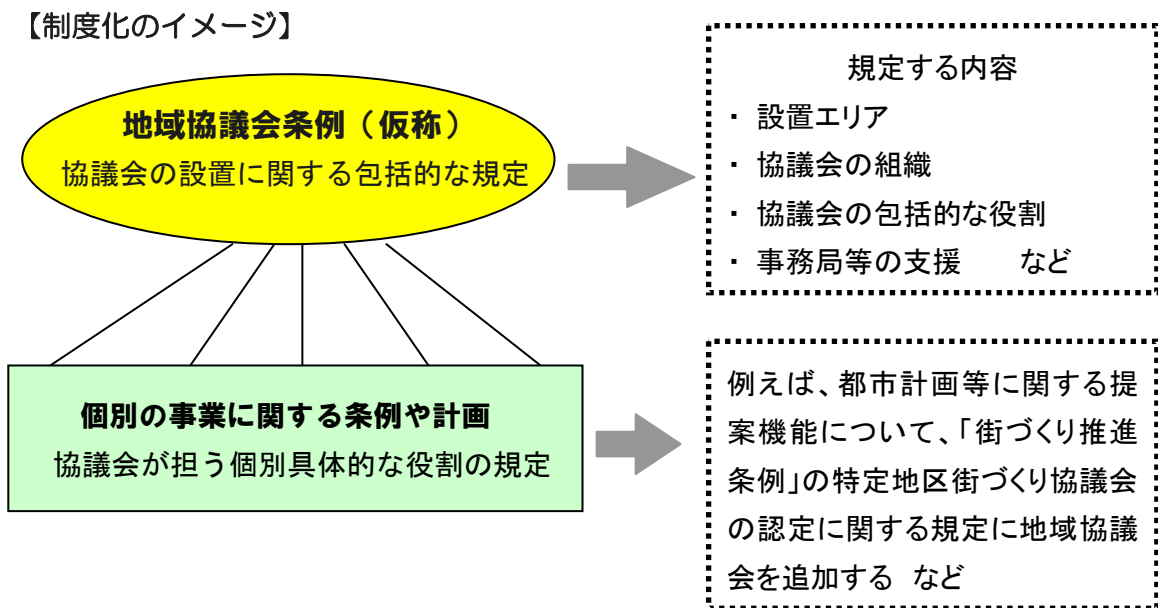 【制度化のイメージ】
地域協議会条例（仮称）
協議会の設置に関する包括的な規定
規定する内容
・ 設置エリア
・ 協議会の組織
・ 協議会の包括的な役割
・ 事務局等の支援　　など
個別の事業に関する条例や計画
協議会が担う個別具体的な役割の規定
例えば、都市計画等に関する提
案機能について、「街づくり推進
条例」の特定地区街づくり協議会
の認定に関する規定に地域協議
会を追加する など